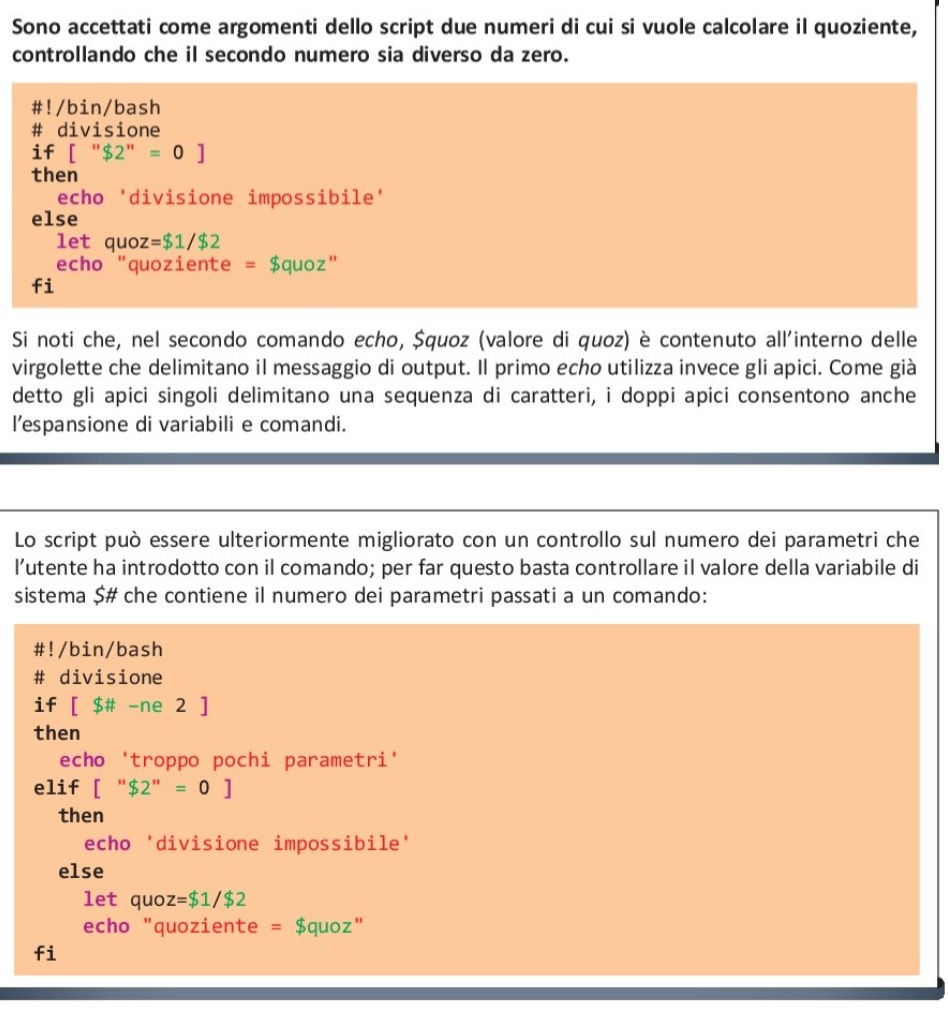 Sono accettati come argomenti dello script due numeri di cui si vuole calcolare il quoziente,
controllando che il secondo numero sia diverso da zero.
#!/bin/bash
# divisione
if [ "$2" = 0 ]
then
echo 'divisione impossibile'
else
let quoz=$1/$2
echo "quoziente = $quoz"
fi
Si noti che, nel secondo comando echo, $quoz (valore di quoz) è contenuto all'interno delle
virgolette che delimitano il messaggio di output. Il primo echo utilizza invece gli apici. Come già
detto gli apici singoli delimitano una sequenza di caratteri, i doppi apici consentono anche
l'espansione di variabili e comandi.
Lo script può essere ulteriormente migliorato con un controllo sul numero dei parametri che
l'utente ha introdotto con il comando; per far questo basta controllare il valore della variabile di
sistema $# che contiene il numero dei parametri passati a un comando:
#!/bin/bash
# divisione
if [ $# -ne 2 ]
then
echo 'troppo pochi parametri'
elif [ "$2" = 0 ]
then
echo 'divisione impossibile'
else
let quoz=$1/$2
echo "quoziente = $quoz"
fi